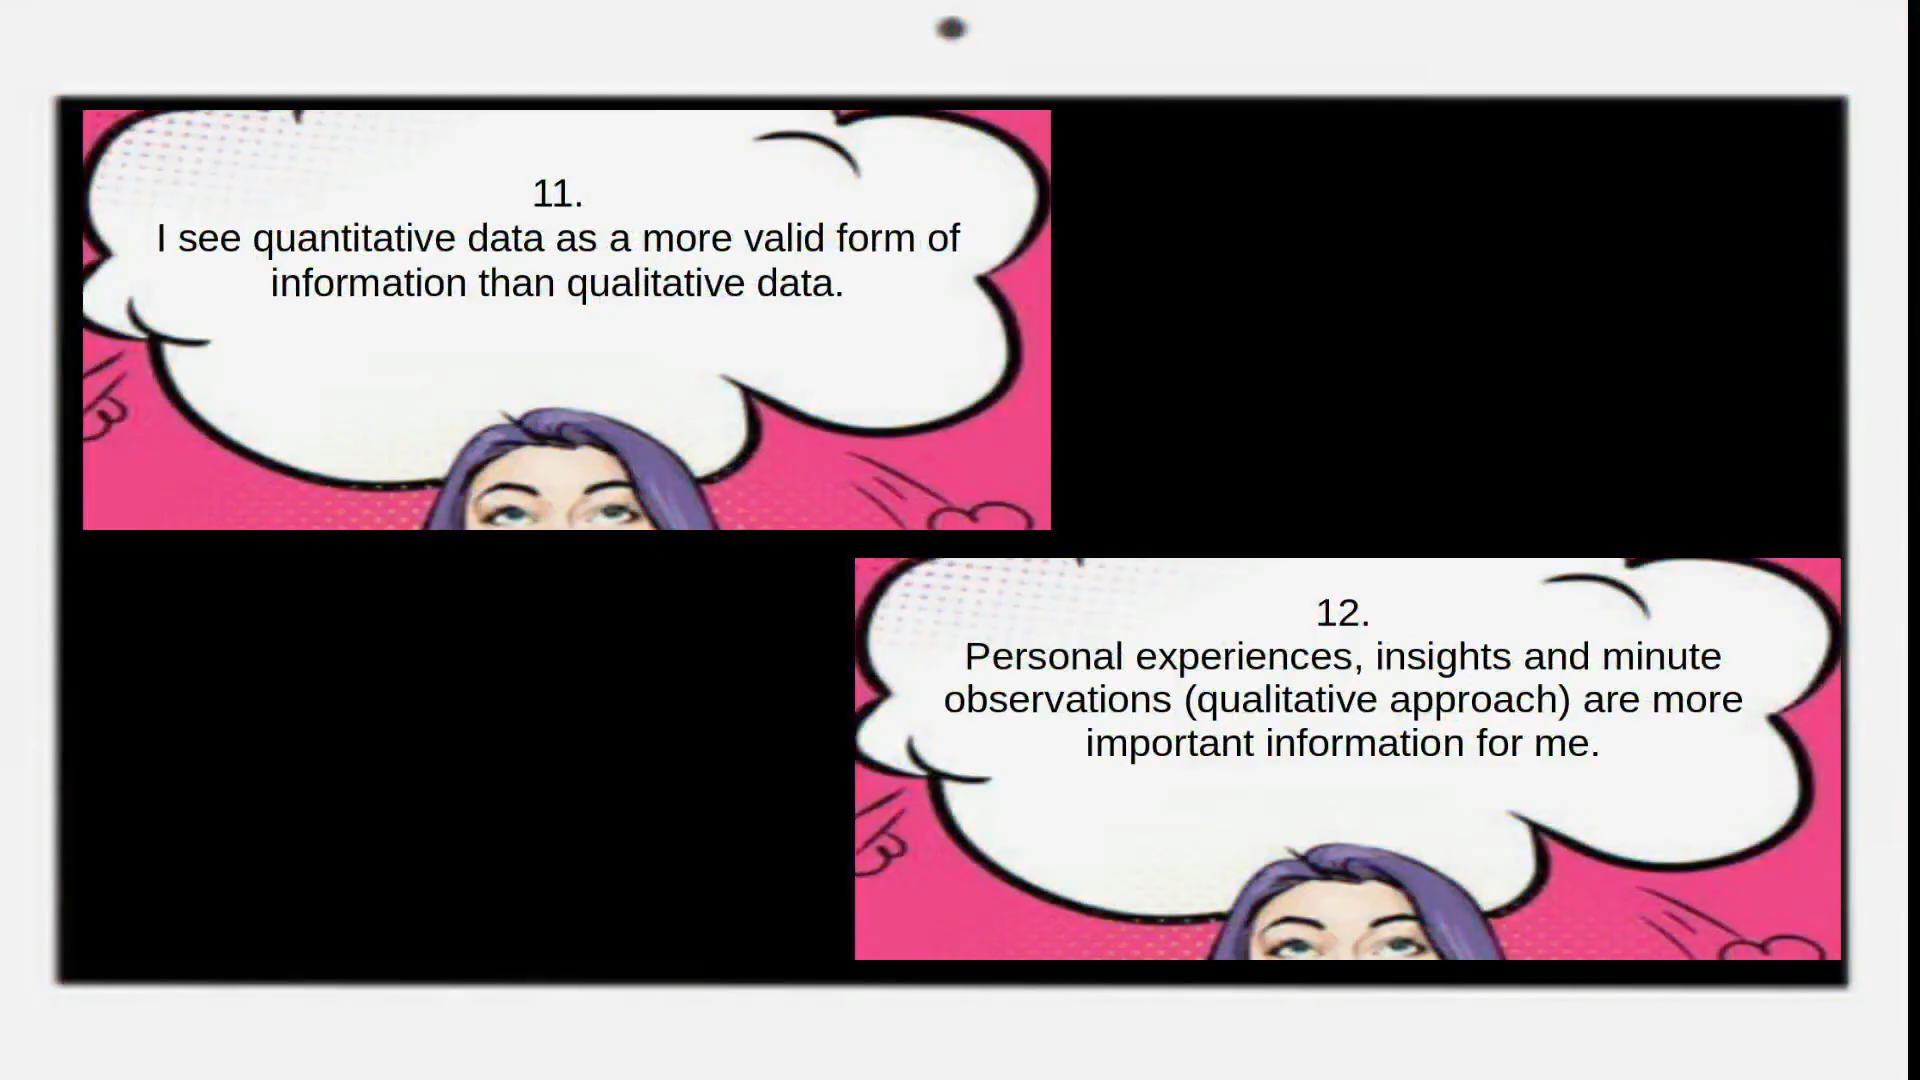 11.
I see quantitative data as a more valid form of
information than qualitative data.
12.
Personal experiences, insights and minute
observations (qualitative approach) are more
important information for me.